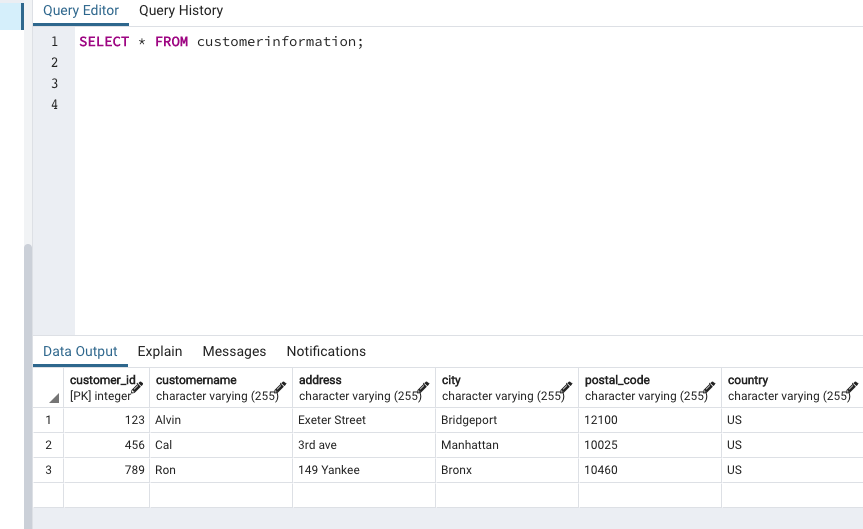 Query Editor Query History
1 SELECT * FROM customerinformation;
2
3
4
Data Output Explain Messages Notifications
customer_id customername address city postal_code country
[PK] integer character varying (255) character varying (255) character varying (255) character varying (255) character varying (255)
1 123 Alvin Exeter Street Bridgeport 12100 US
2 456 Cal 3rd ave Manhattan 10025 US
3 789 Ron 149 Yankee Bronx 10460 US